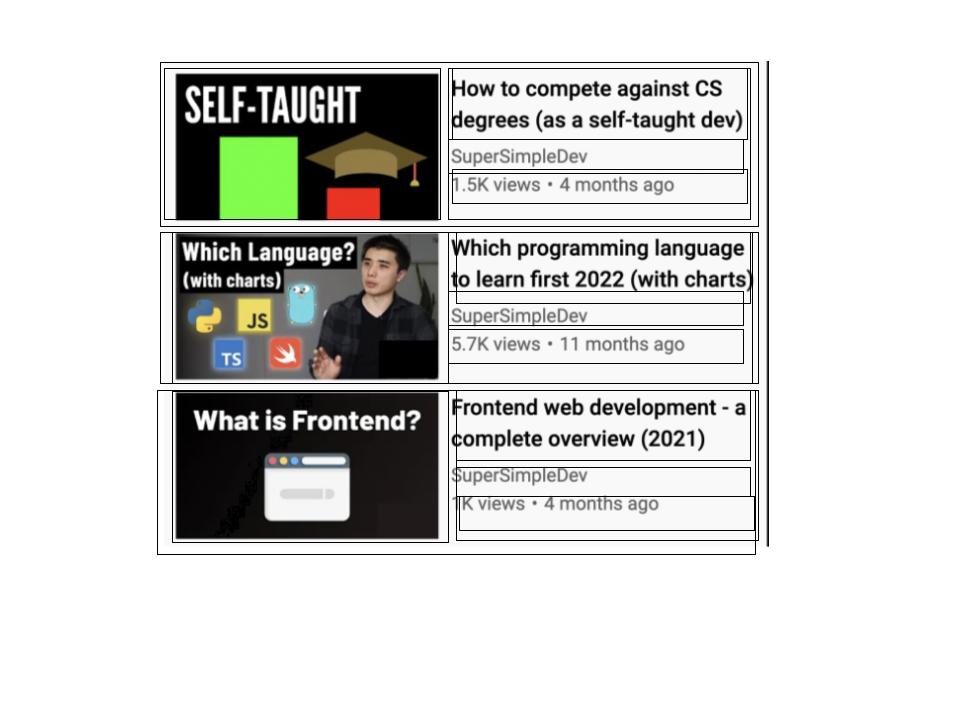 SELF-TAUGHT
How to compete against CS
degrees (as a self-taught dev)
SuperSimpleDev
1.5K views • 4 months ago
Which Language?
(with charts)
JS
TS
Which programming language
to learn first 2022 (with charts)
SuperSimpleDev
5.7K views • 11 months ago
What is Frontend?
Frontend web development - a
complete overview (2021)
SuperSimpleDev
1K views • 4 months ago